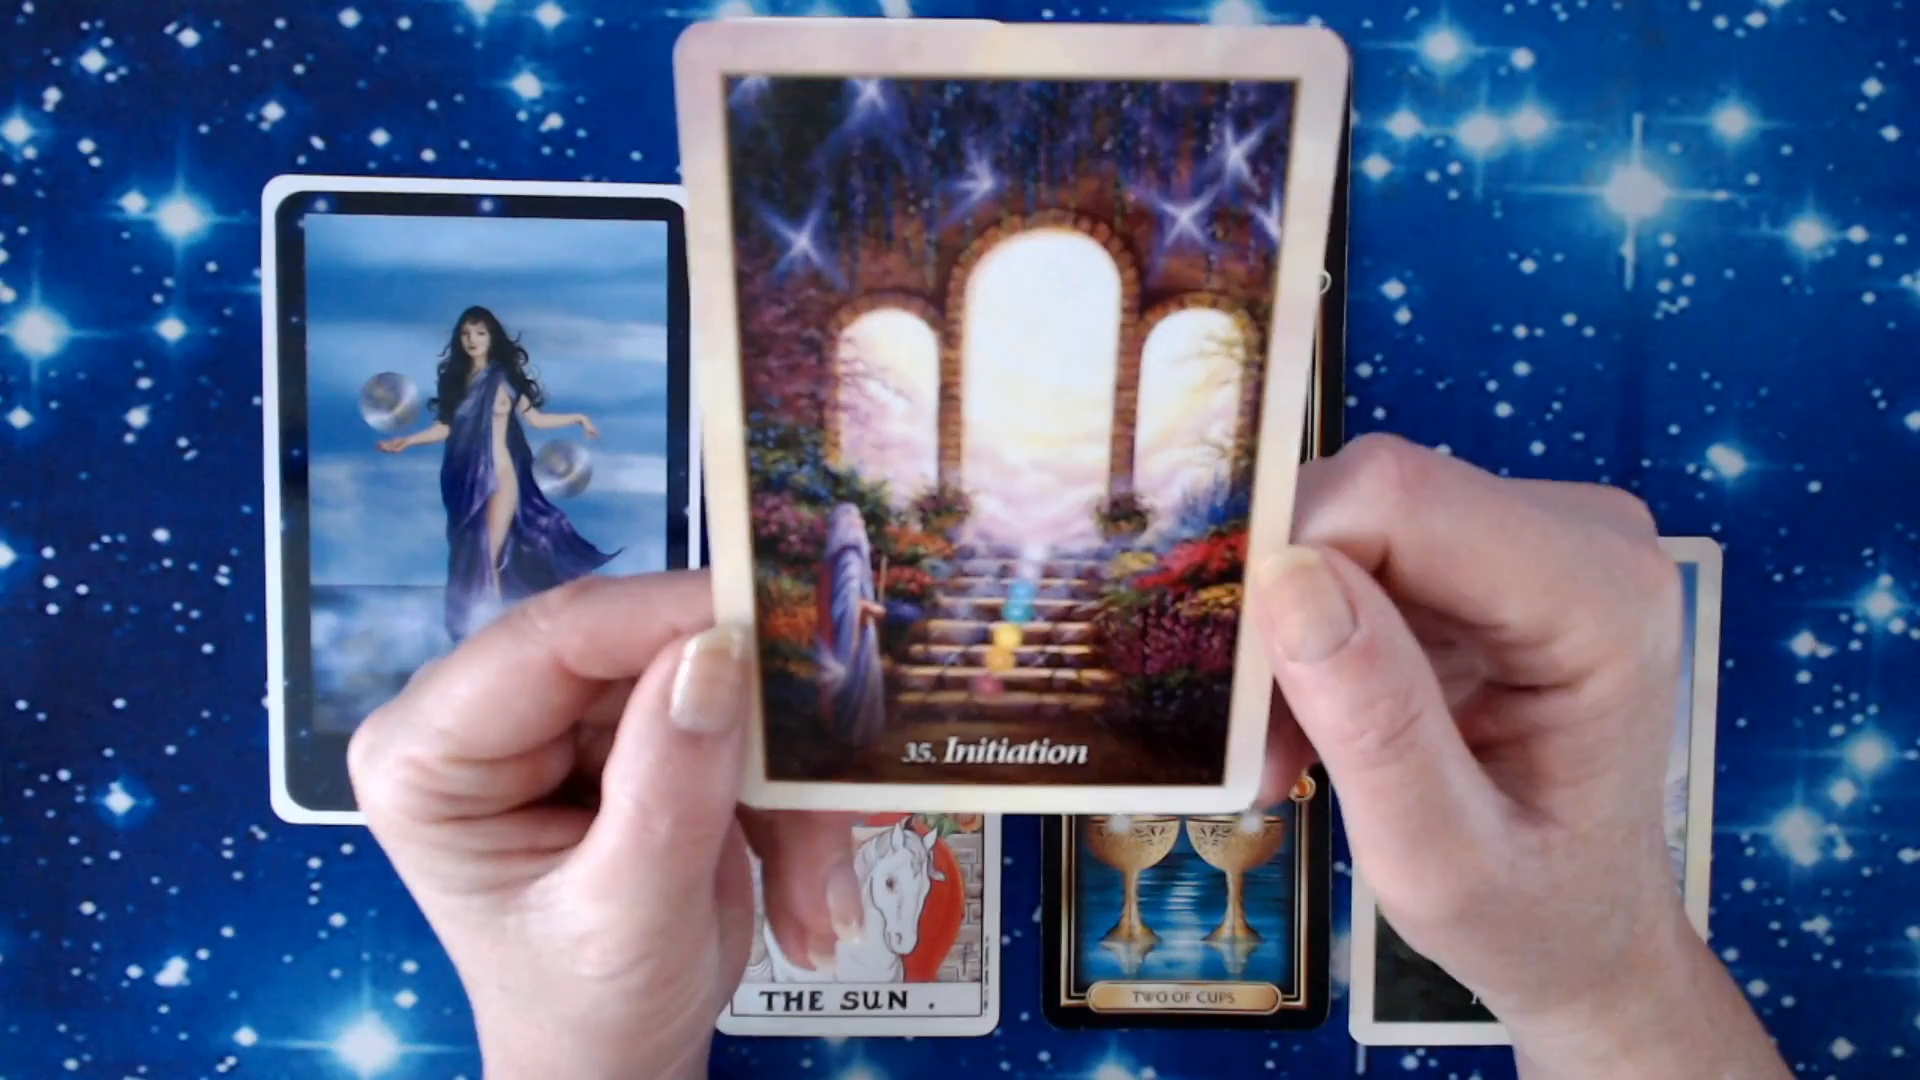 35. Initiation
THE SUN.
TWO OF CUPS